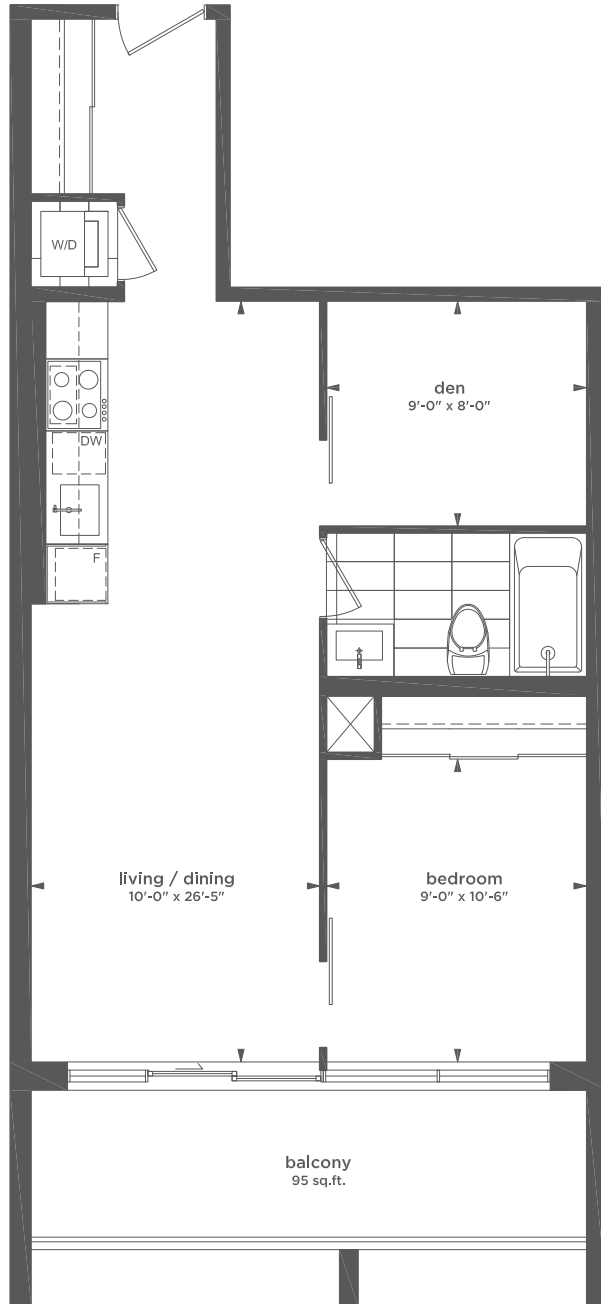 W/D
den
9'-0" x 8'-0"
DW
F
living / dining
10'-0" x 26'-5"
bedroom
9'-0" x 10'-6"
balcony
95 sq.ft.